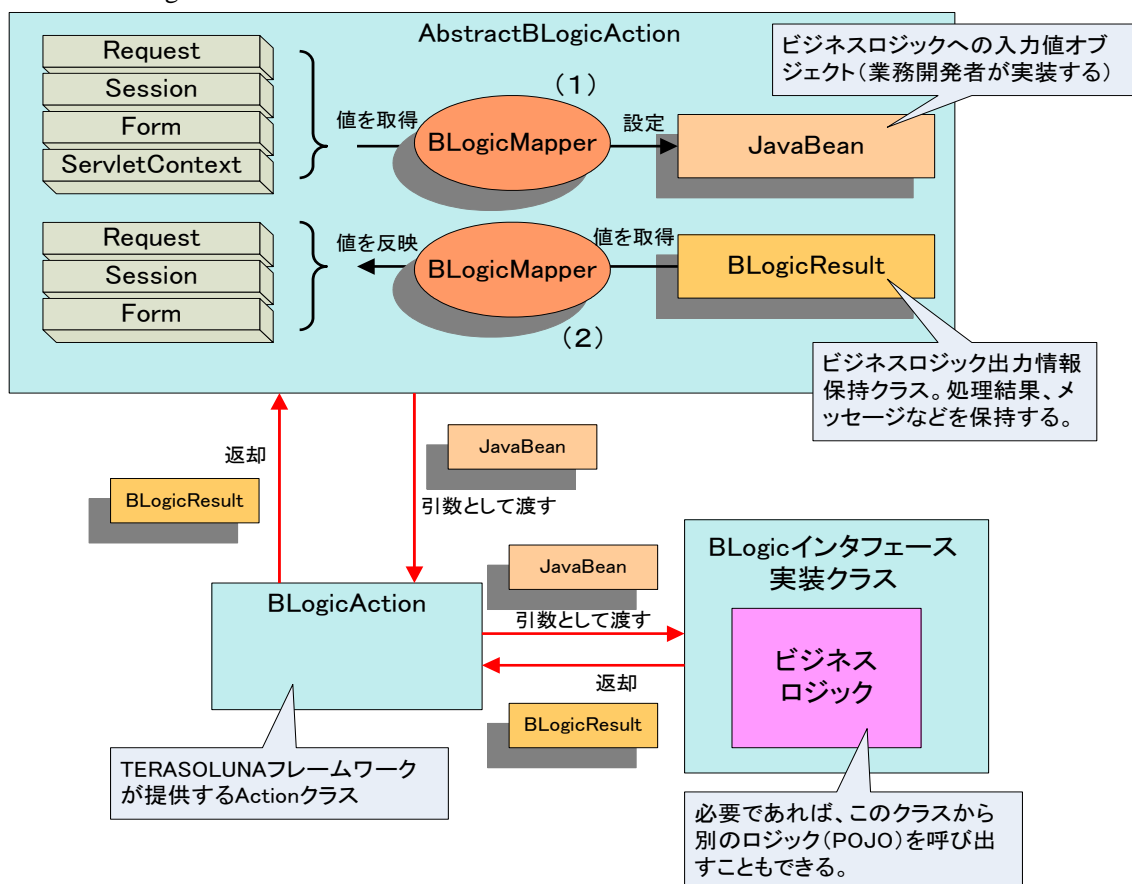 AbstractBLogicAction
Request
Session
Form
ServletContext
値を取得
(1)
BLogicMapper
設定
JavaBean
ビジネスロジックへの入力値オブ
ジェクト(業務開発者が実装する)
Request
Session
Form
値を反映
BLogicMapper
(2)
値を取得
BLogicResult
ビジネスロジック出力情報
保持クラス。処理結果、メ
ッセージなどを保持する。
返却
BLogicResult
JavaBean
引数として渡す
BLogicAction
JavaBean
引数として渡す
返却
BLogicResult
BLogicインタフェース
実装クラス
ビジネス
ロジック
TERASOLUNAフレームワーク
が提供するActionクラス
必要であれば、このクラスから
別のロジック(POJO)を呼び出
すこともできる。